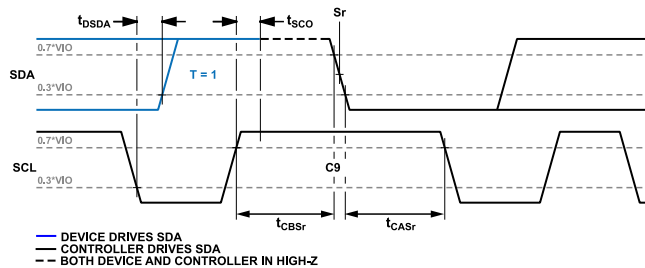 tDSDA
tSCO
Sr
0.7*VIO
SDA
T = 1
0.3*VIO
0.7*VIO
SCL
C9
0.3*VIO
tCBSr
tCASr
DEVICE DRIVES SDA
CONTROLLER DRIVES SDA
BOTH DEVICE AND CONTROLLER IN HIGH-Z